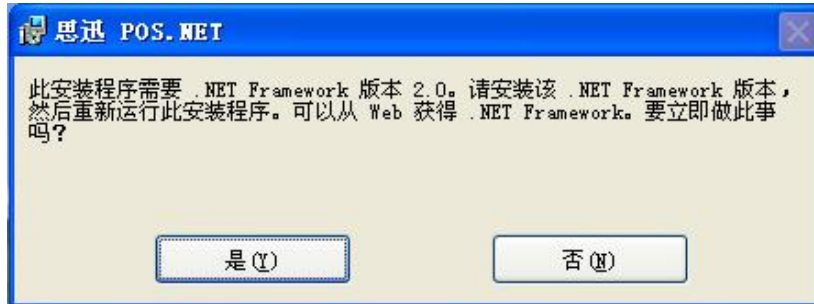 思迅 POS.NET
此安装程序需要 .NET Framework 版本 2.0。请安装该 .NET Framework 版本，
然后重新运行此安装程序。可以从 Web 获得 .NET Framework。要立即做此事
吗?
是(Y)
否(N)